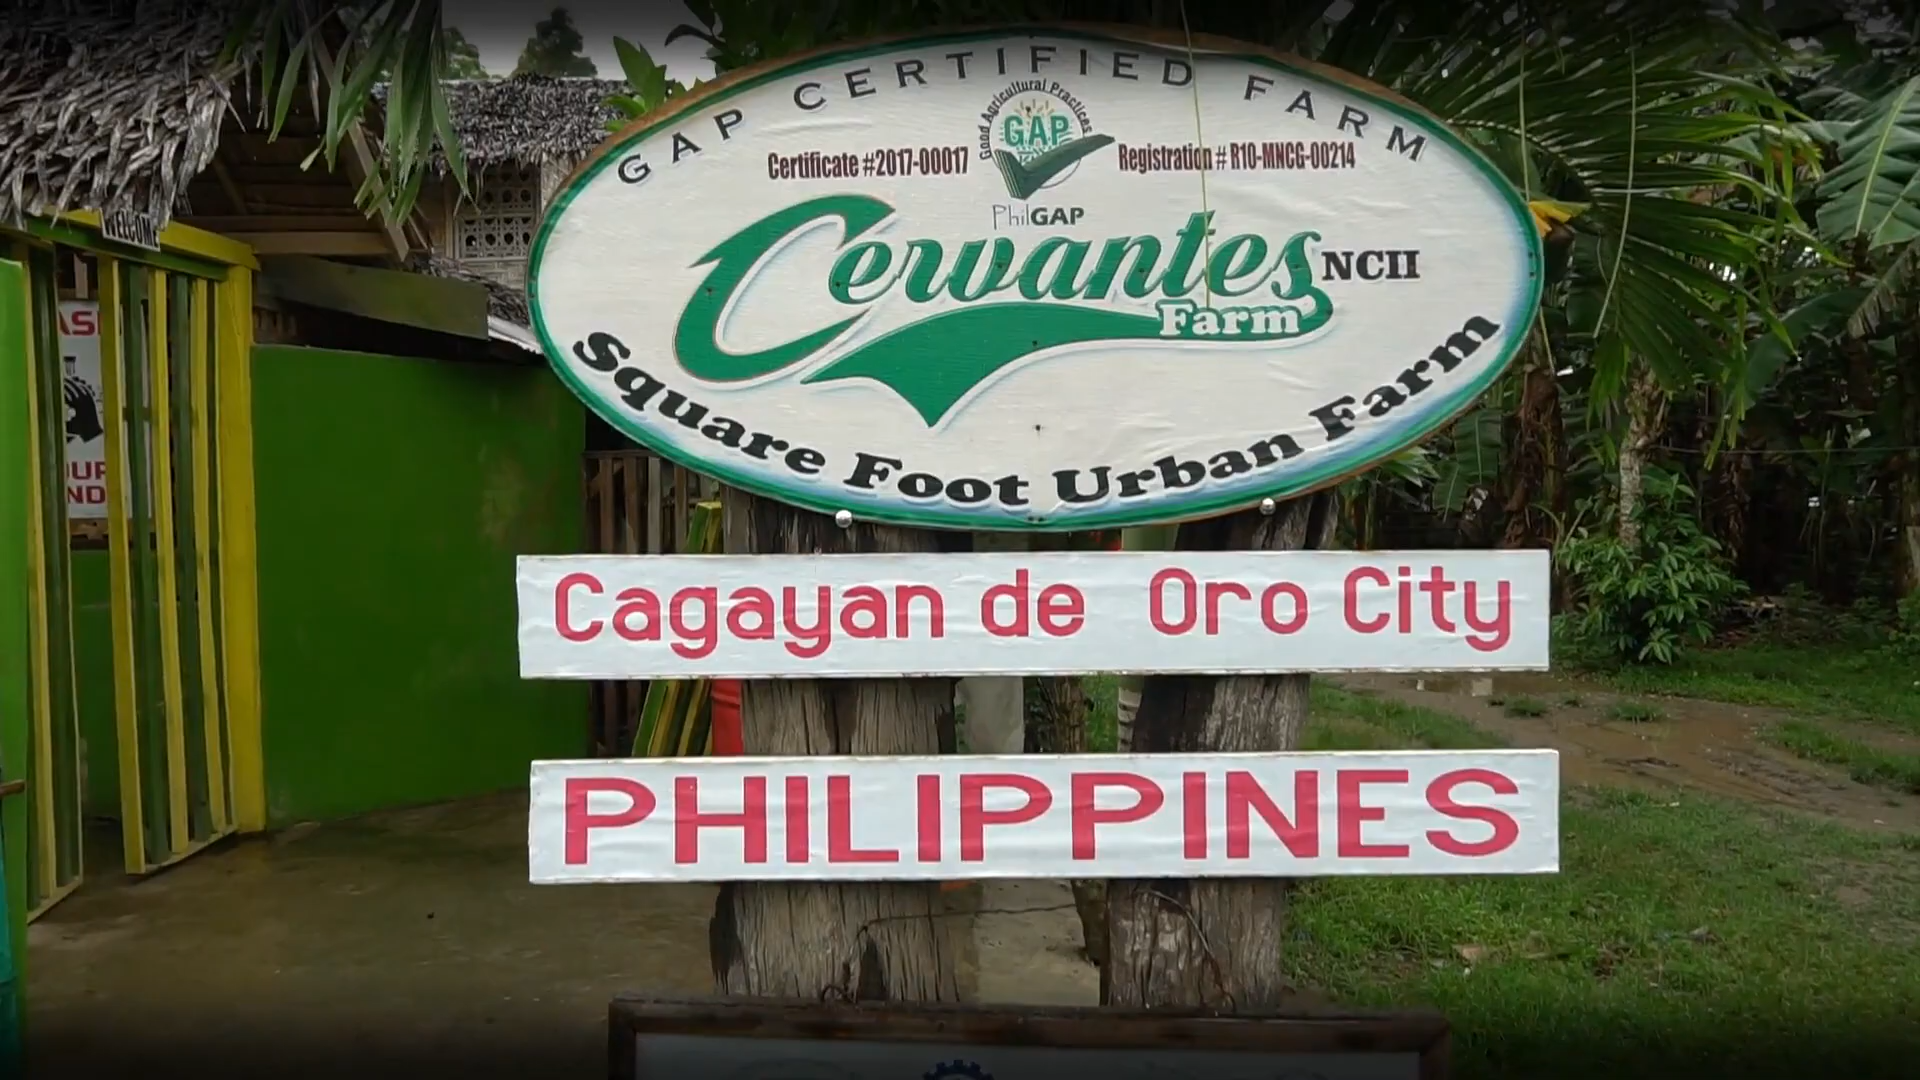 GAP CERTIFIED FARM
Good Agricultural Practices
GAP
Certificate #2017-00017
Registration # R10-MNCG-00214
PhilGAP
Cervantes NCII
Farm
Square Foot Urban Farm
Cagayan de Oro City
PHILIPPINES
WELCOME